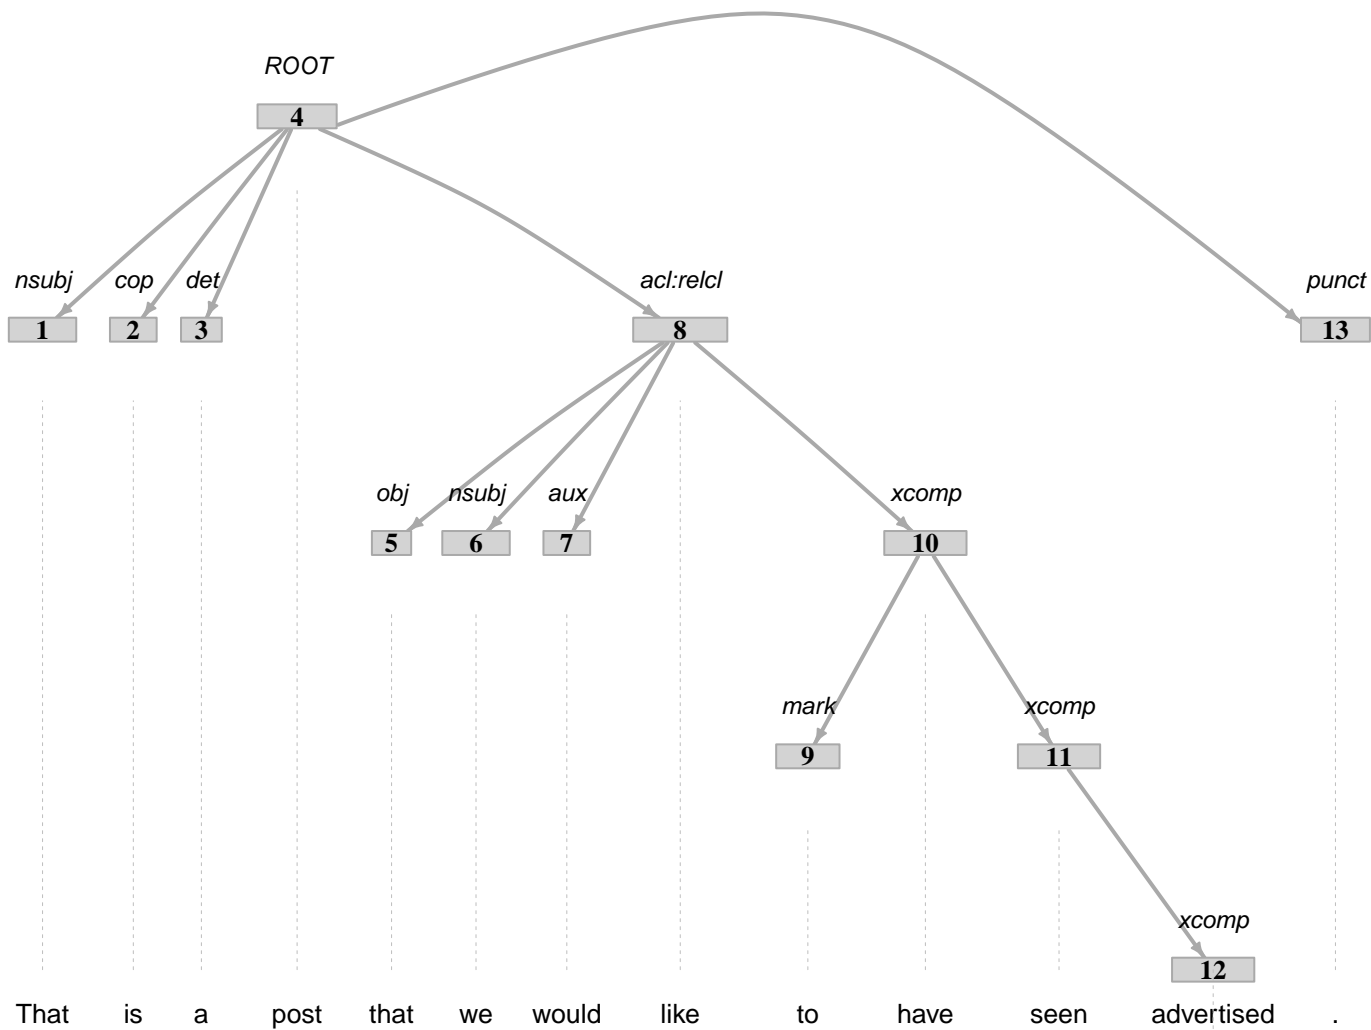 ROOT
4
nsubj cop det acl:relcl punct
1 2 3 8 13
obj nsubj aux xcomp
5 6 7 10
mark xcomp
9 11
xcomp
12
That is a post that we would like to have seen advertised .